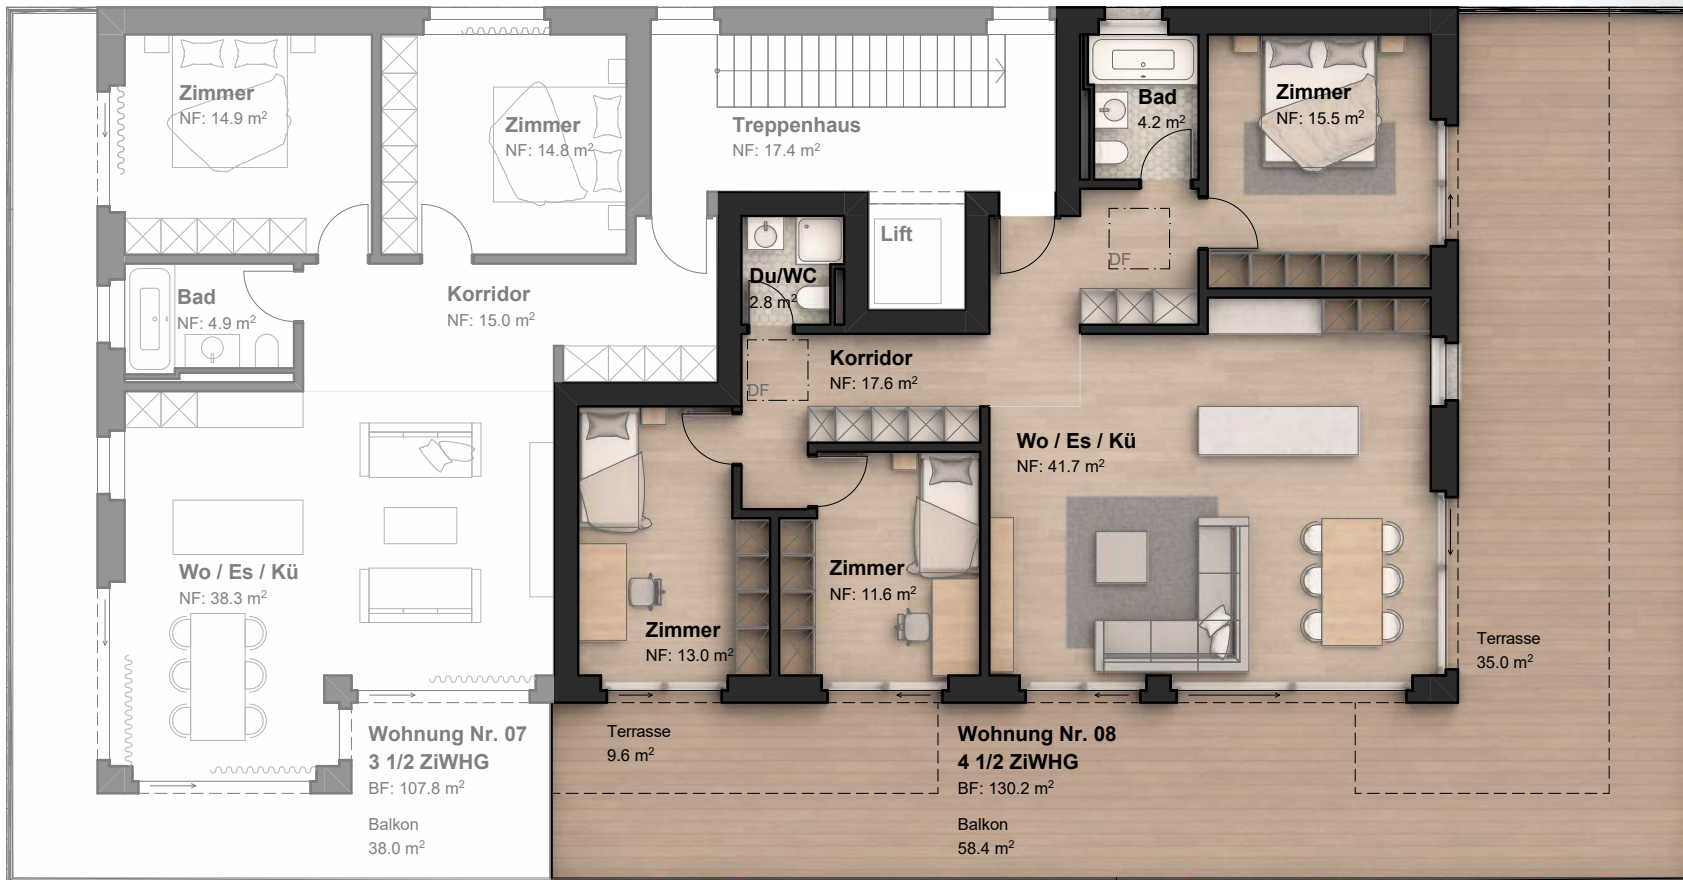 Zimmer
NF: 14.9 m²
Zimmer
NF: 14.8 m²
Treppenhaus
NF: 17.4 m²
Bad
4.2 m²
Zimmer
NF: 15.5 m²
Lift
DF
Du/WC
2.8 m²
Bad
NF: 4.9 m²
Korridor
NF: 15.0 m²
Korridor
NF: 17.6 m²
DF
Wo / Es / Kü
NF: 41.7 m²
Wo / Es / Kü
NF: 38.3 m²
Zimmer
NF: 11.6 m²
Zimmer
NF: 13.0 m²
Terrasse
35.0 m²
Wohnung Nr. 07
3 1/2 ZiWHG
BF: 107.8 m²
Balkon
38.0 m²
Terrasse
9.6 m²
Wohnung Nr. 08
4 1/2 ZiWHG
BF: 130.2 m²
Balkon
58.4 m²